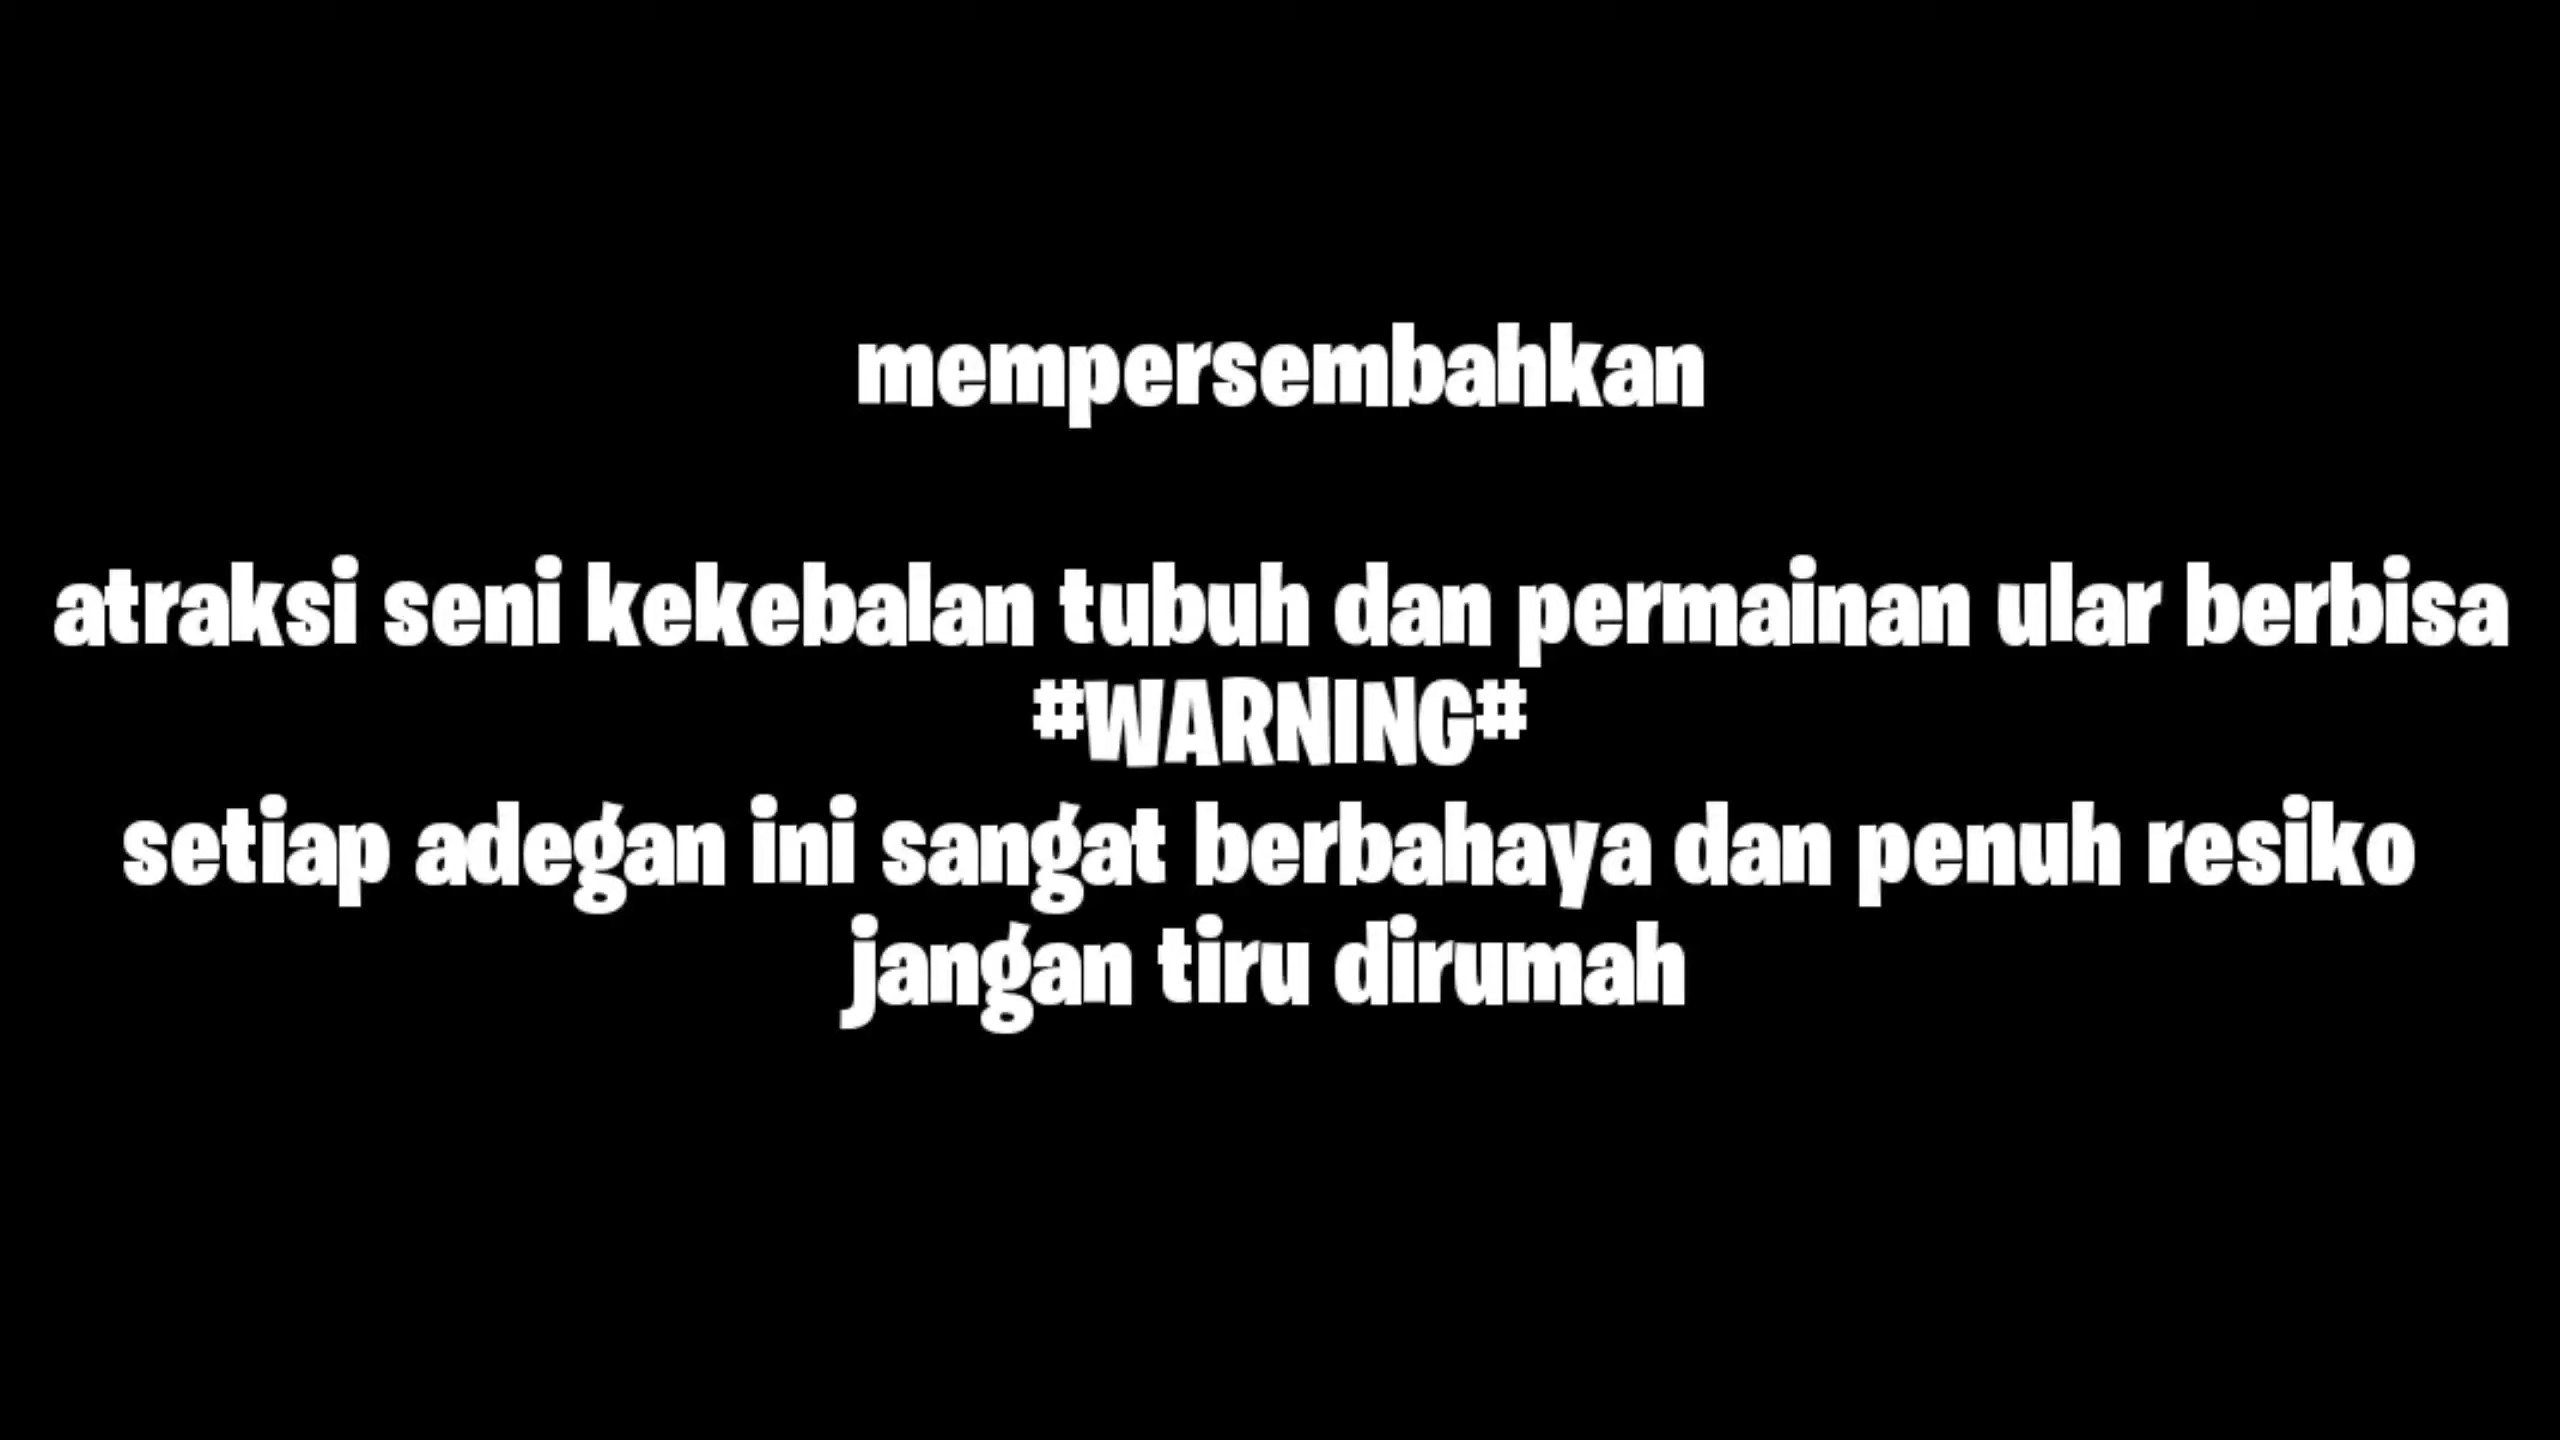 mempersembahkan
atraksi seni kekebalan tubuh dan permainan ular berbisa
#WARNING#
setiap adegan ini sangat berbahaya dan penuh resiko
jangan tiru dirumah